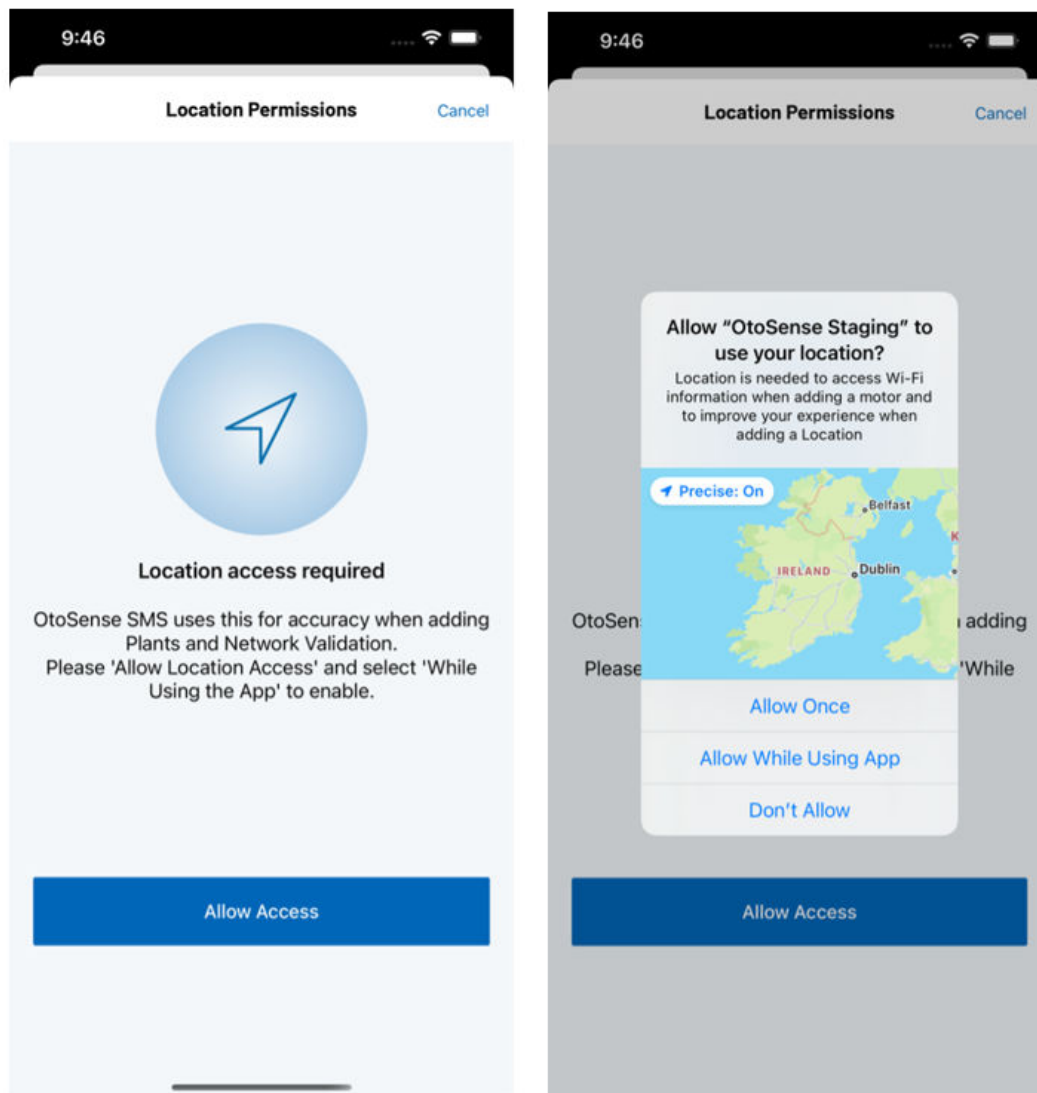 9:46
Location Permissions
Cancel
Location access required
OtoSense SMS uses this for accuracy when adding
Plants and Network Validation.
Please 'Allow Location Access' and select 'While
Using the App' to enable.
Allow Access
9:46
Location Permissions
Cancel
Allow “OtoSense Staging” to
use your location?
Location is needed to access Wi-Fi
information when adding a motor and
to improve your experience when
adding a Location
Precise: On
Belfast
IRELAND
Dublin
K
OtoSen
adding
Please
'While
Allow Once
Allow While Using App
Don't Allow
Allow Access